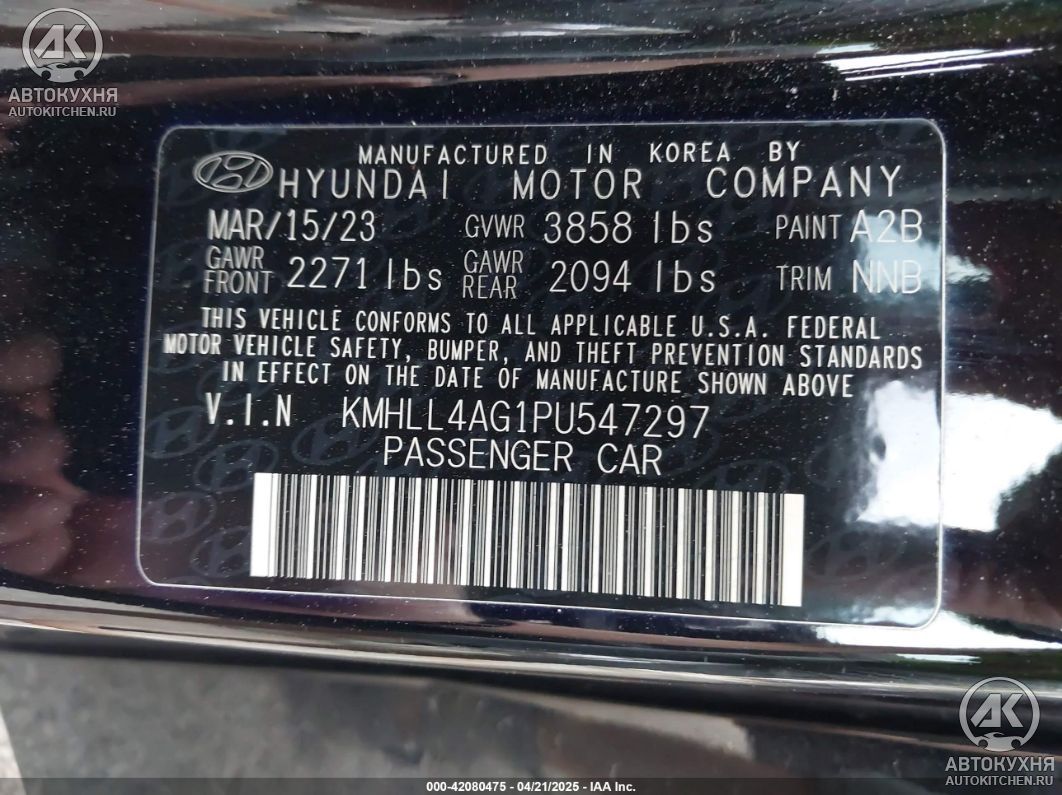 АК
АВТОКУХНЯ
AUTOKITCHEN.RU
MANUFACTURED IN KOREA BY
HYUNDAI MOTOR COMPANY
MAR/15/23 GVWR 3858 lbs PAINT A2B
GAWR FRONT 2271 lbs GAWR REAR 2094 lbs TRIM NNB
THIS VEHICLE CONFORMS TO ALL APPLICABLE U.S.A. FEDERAL
MOTOR VEHICLE SAFETY, BUMPER, AND THEFT PREVENTION STANDARDS
IN EFFECT ON THE DATE OF MANUFACTURE SHOWN ABOVE
V.I.N KMHLL4AG1PU547297
PASSENGER CAR
АК
АВТОКУХНЯ
AUTOKITCHEN.RU
000-42080475 - 04/21/2025 - IAA Inc.